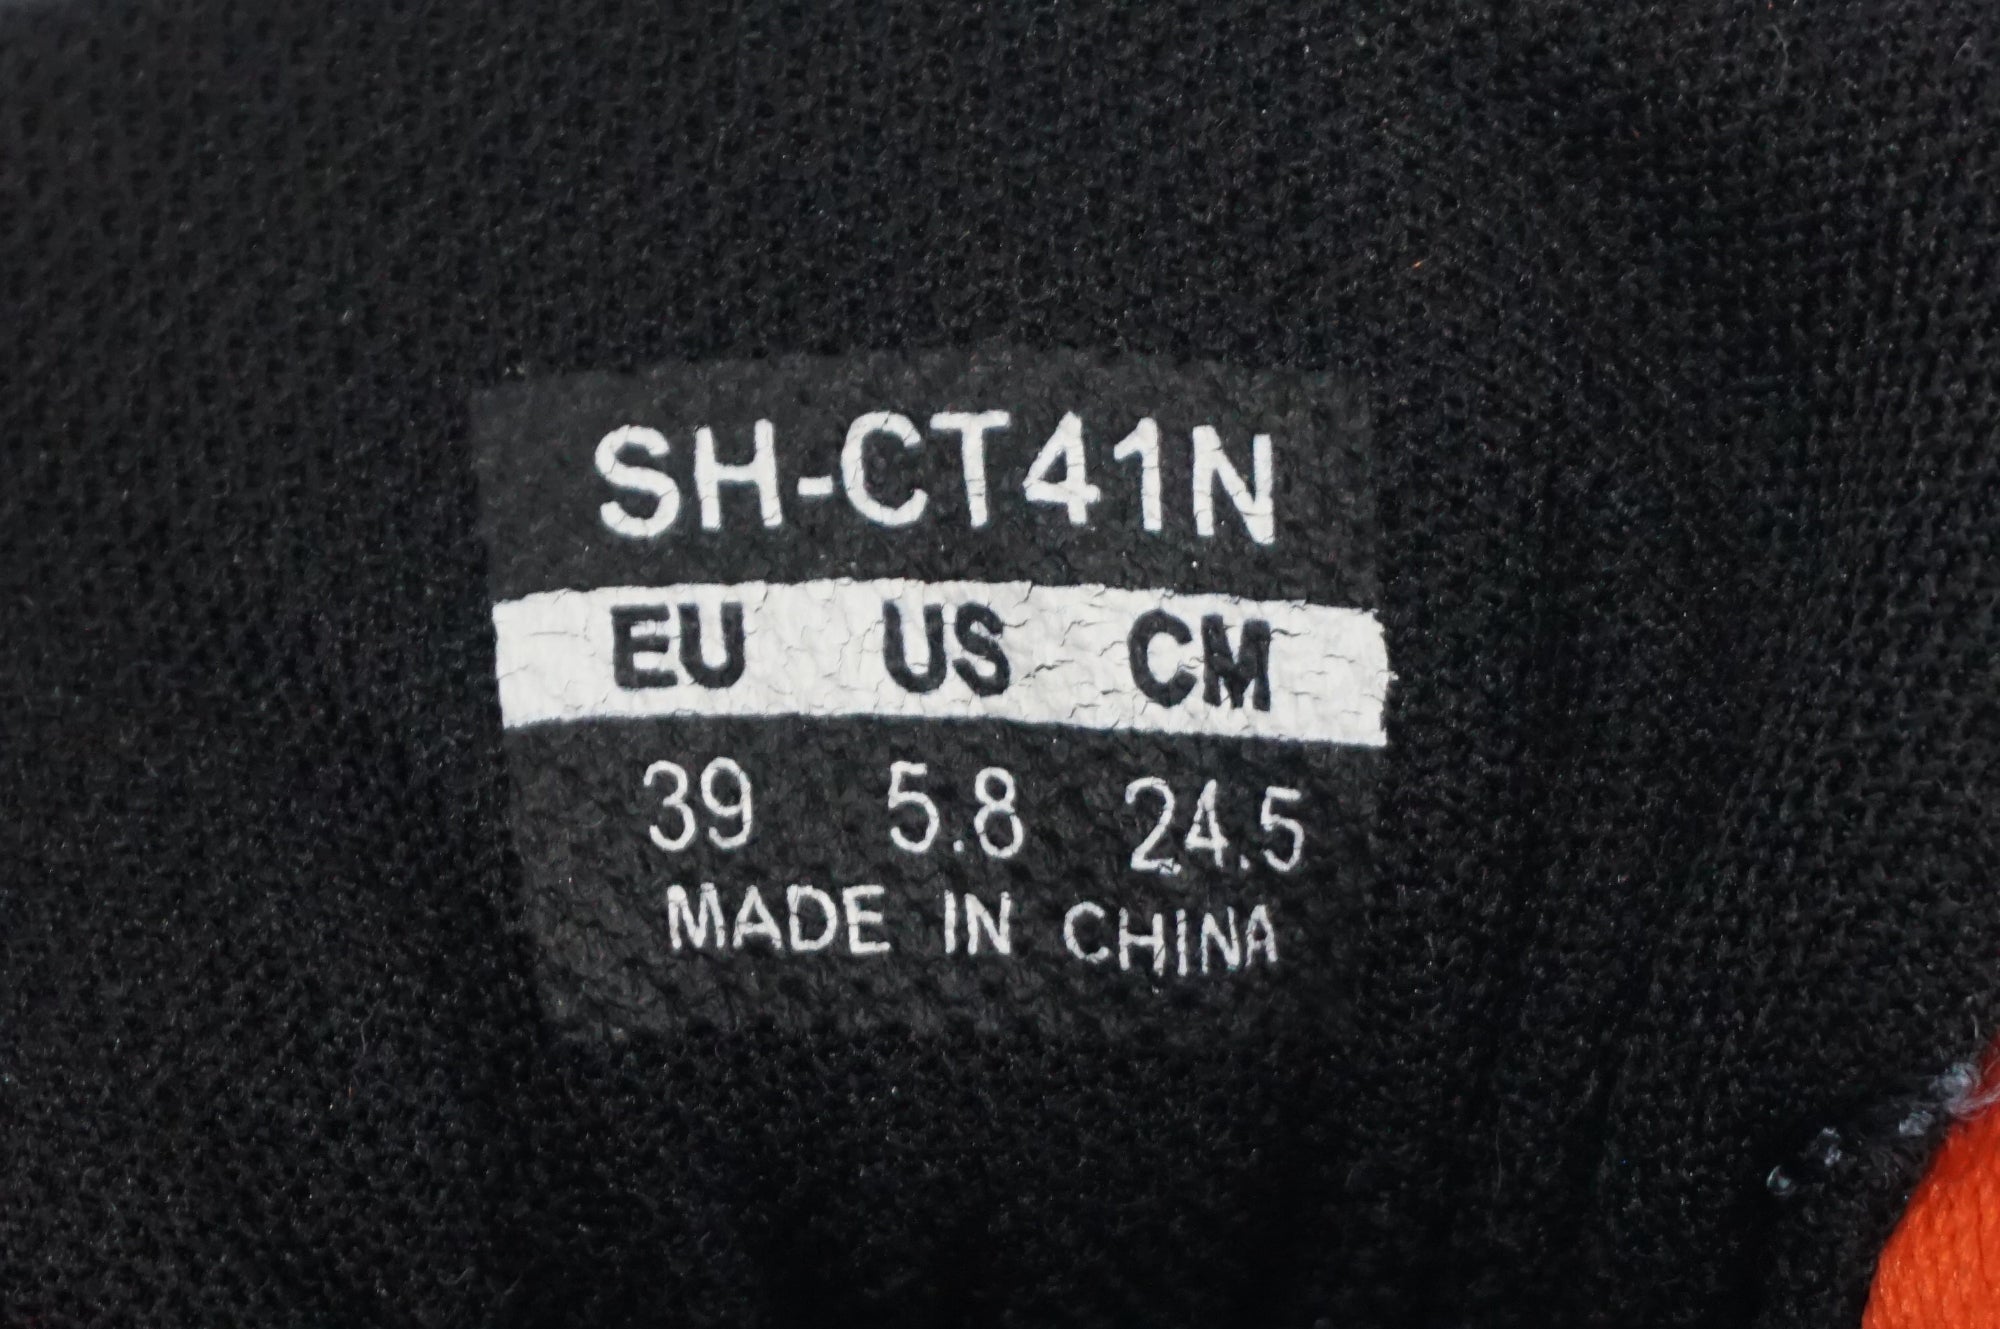 SH-CT41N
EU US CM
39 5.8 24.5
MADE IN CHINA